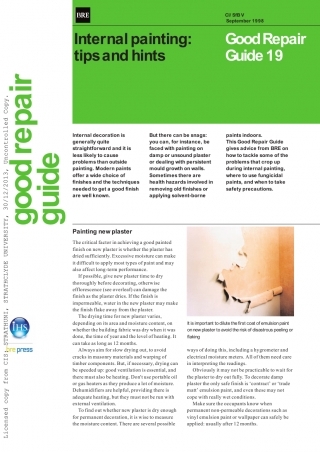 BRE
CI SfB V
September 1998
Internal painting:
tips and hints
Good Repair
Guide 19
good repair
guide
Licensed copy from CIS: STRATHUNI, STRATHCLYDE UNIVERSITY, 30/12/2013, Uncontrolled Copy.
IHS
press
Internal decoration is
generally quite
straightforward and it is
less likely to cause
problems than outside
painting. Modern paints
offer a wide choice of
finishes and the techniques
needed to get a good finish
are well known.
But there can be snags:
you can, for instance, be
faced with painting on
damp or unsound plaster
or dealing with persistent
mould growth on walls.
Sometimes there are
health hazards involved in
removing old finishes or
applying solvent-borne
paints indoors.
This Good Repair Guide
gives advice from BRE on
how to tackle some of the
problems that crop up
during internal painting,
where to use fungicidal
paints, and when to take
safety precautions.
Painting new plaster
The critical factor in achieving a good painted
finish on new plaster is whether the plaster has
dried sufficiently. Excessive moisture can make
it difficult to apply most types of paint and may
also affect long-term performance.
If possible, give new plaster time to dry
thoroughly before decorating, otherwise
efflorescence (see overleaf) can damage the
finish as the plaster dries. If the finish is
impermeable, water in the new plaster may make
the finish flake away from the surface.
The drying time for new plaster varies,
depending on its area and moisture content, on
whether the building fabric was dry when it was
done, the time of year and the level of heating. It
can take as long as 12 months.
Always aim for slow drying out, to avoid
cracks in masonry materials and warping of
timber components. But, if necessary, drying can
be speeded up: good ventilation is essential, and
there must also be heating. Don't use portable oil
or gas heaters as they produce a lot of moisture.
Dehumidifiers are helpful, providing there is
adequate heating, but they must not be run with
external ventilation.
To find out whether new plaster is dry enough
for permanent decoration, it is wise to measure
the moisture content. There are several possible
It is important to dilute the first coat of emulsion paint
on new plaster to avoid the risk of disastrous peeling or
flaking
ways of doing this, including a hygrometer and
electrical moisture meters. All of them need care
in interpreting the readings.
Obviously it may not be practicable to wait for
the plaster to dry out fully. To decorate damp
plaster the only safe finish is 'contract' or 'trade
matt' emulsion paint, and even these may not
cope with really wet conditions.
Make sure the occupants know when
permanent non-permeable decorations such as
vinyl emulsion paint or wallpaper can safely be
applied: usually after 12 months.